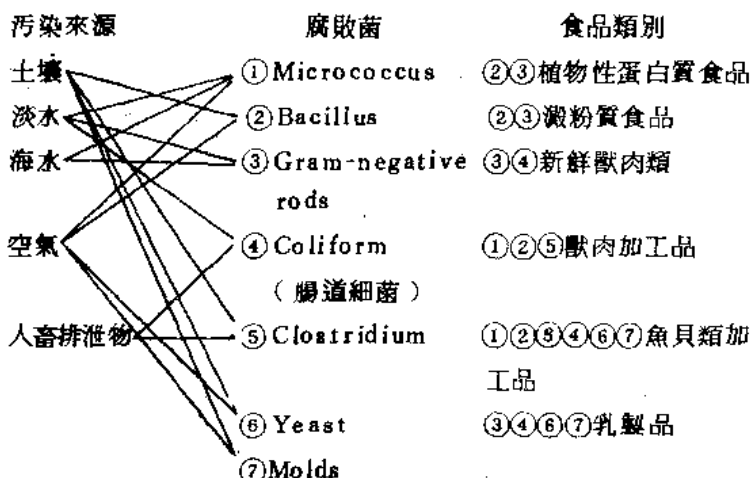 汚染來源 腐敗菌 食品類別
土壤 ①Micrococcus ②③植物性蛋白質食品
淡水 ②Bacillus ②③澱粉質食品
海水 ③Gram-negative ③④新鮮獸肉類
rods
空氣 ④Coliform ①②⑤獸肉加工品
（腸道細菌）
人畜排泄物 ⑤Clostridium ①②⑧④⑥⑦魚貝類加
工品
⑥Yeast ③④⑥⑦乳製品
⑦Molds